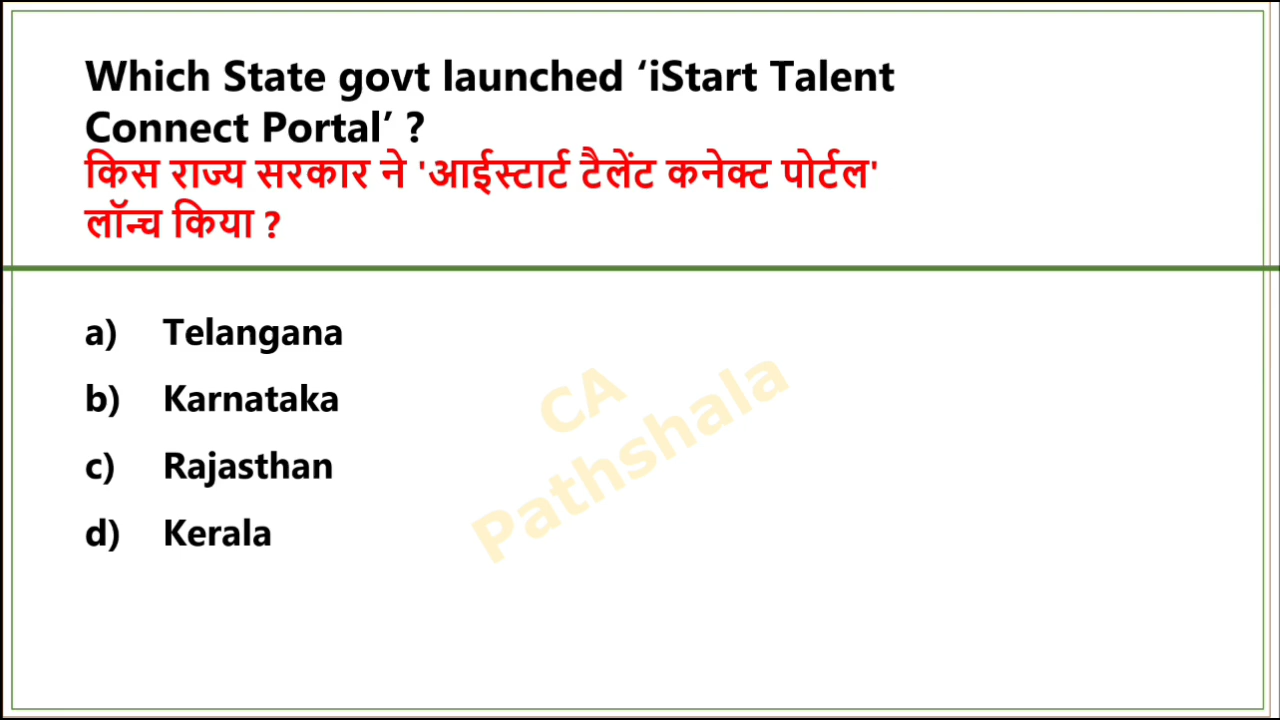 Which State govt launched ‘iStart Talent
Connect Portal’ ?
किस राज्य सरकार ने 'आईस्टार्ट टैलेंट कनेक्ट पोर्टल'
लॉन्च किया ?
a) Telangana
b) Karnataka
c) Rajasthan
d) Kerala
CA
Pathshala